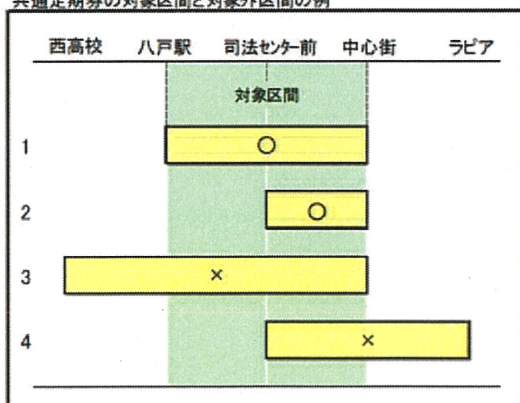 共通定期券の対象区間と対象外区間の例
西高校 八戸駅 司法センター前 中心街 ラピア
対象区間
1 ○
2 ○
3 ×
4 ×